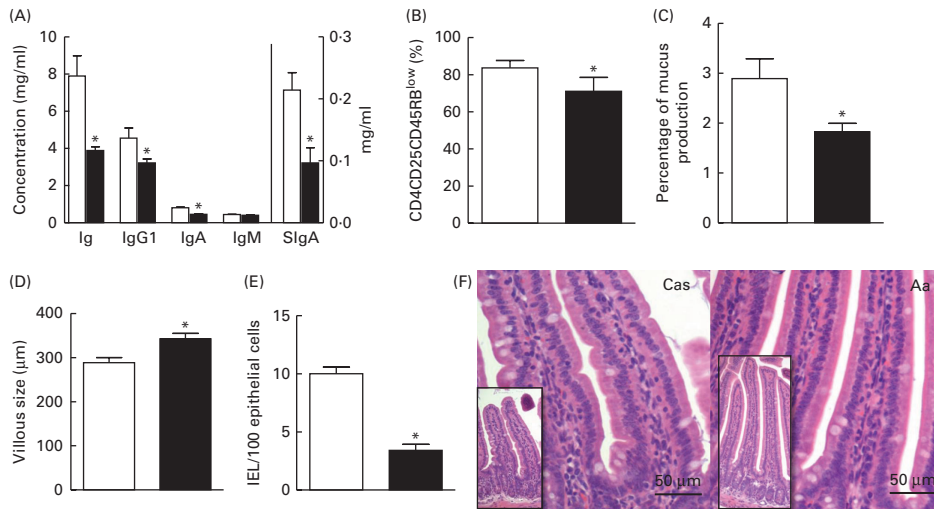 (A)
Concentration (mg/ml)
10
8
6
4
2
0
*
*
*
*
0·3
0·2
0·1
0·0
mg/ml
Ig
IgG1
IgA
IgM
SIgA
(B)
CD4CD25CD45RBlow (%)
100
80
60
40
20
0
*
(C)
Percentage of mucus
production
4
3
2
1
0
*
(D)
Villous size (μm)
400
300
200
100
0
*
(E)
IEL/100 epithelial cells
15
10
5
0
*
(F)
Cas
50 μm
Aa
50 μm